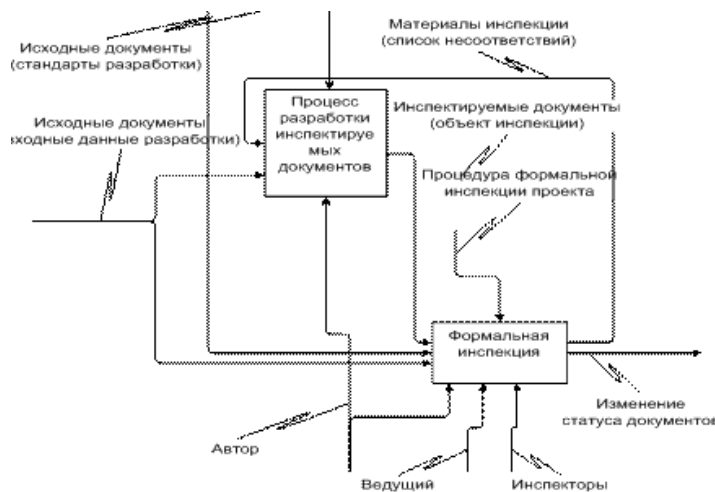 Исходные документы
(стандарты разработки)
Материалы инспекции
(список несоответствий)
Исходные документы
ходные данные разработки)
Процесс
разработки
инспектируе
мых
документов
Инспектируемые документы
(объект инспекции)
Процедура формальной
инспекции проекта
Формальная
инспекция
Изменение
статуса документов
Автор
Ведущий
Инспекторы